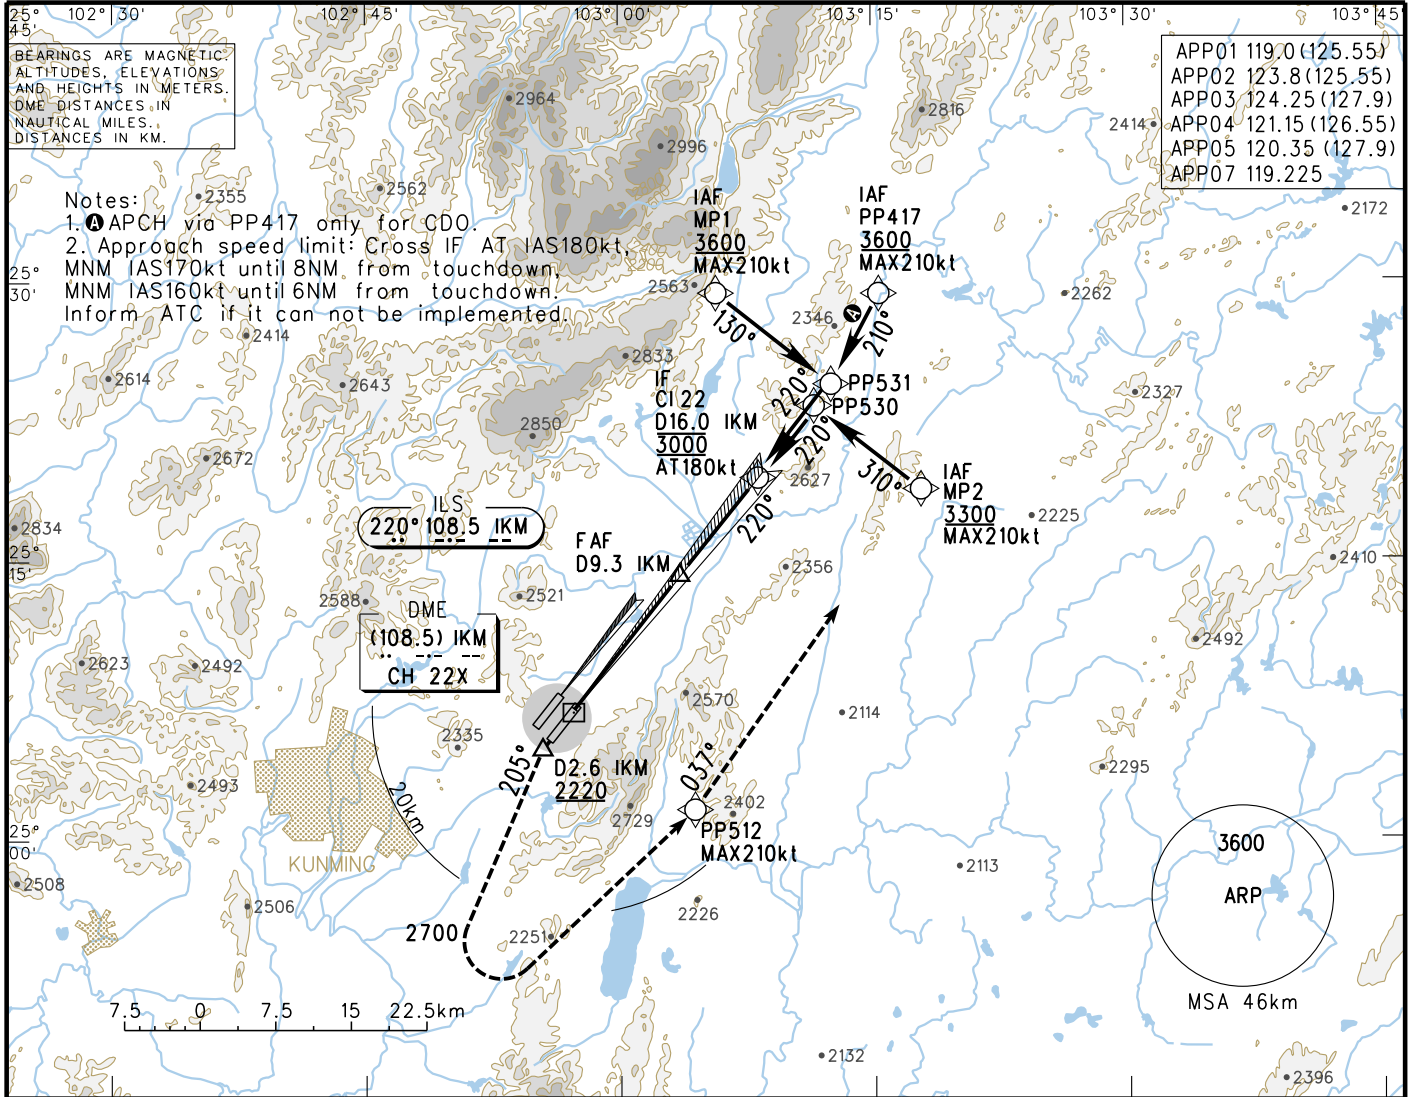 25° 45' 102° 30' 102° 45' 103° 00' 103° 15' 103° 30' 103° 45'
BEARINGS ARE MAGNETIC.
ALTITUDES, ELEVATIONS
AND HEIGHTS IN METERS.
DME DISTANCES IN
NAUTICAL MILES.
DISTANCES IN KM.
APP01 119.0(125.55)
APP02 123.8(125.55)
APP03 124.25(127.9)
APP04 121.15(126.55)
APP05 120.35(127.9)
APP07 119.225
2964
2816
2414
2996
2562
2355
2172
Notes:
1. A APCH via PP417 only for CDO.
2. Approach speed limit: Cross IF AT IAS180kt,
MNM IAS170kt until 8NM from touchdown,
MNM IAS160kt until 6NM from touchdown.
Inform ATC if it can not be implemented.
IAF
MP1
3600
MAX210kt
IAF
PP417
3600
MAX210kt
25°
30'
2563
2262
2346
A
130°
210°
2414
2833
2614
2643
2327
220°
PP531
PP530
IF
CI22
D16.0 IKM
3000
AT180kt
2850
220°
2672
2627
310°
IAF
MP2
3300
MAX210kt
ILS
220° 108.5 IKM
2834
220°
2225
FAF
D9.3 IKM
25°
15'
2410
2356
2588
2521
DME
(108.5) IKM
CH 22X
2492
2623
2492
2570
2114
2335
205°
D2.6 IKM
2220
037°
2295
2493
20km
2729
2402
PP512
MAX210kt
25°
00'
KUNMING
3600
ARP
2113
2508
2506
2226
2700
2251
MSA 46km
7.5 0 7.5 15 22.5km
2132
2396